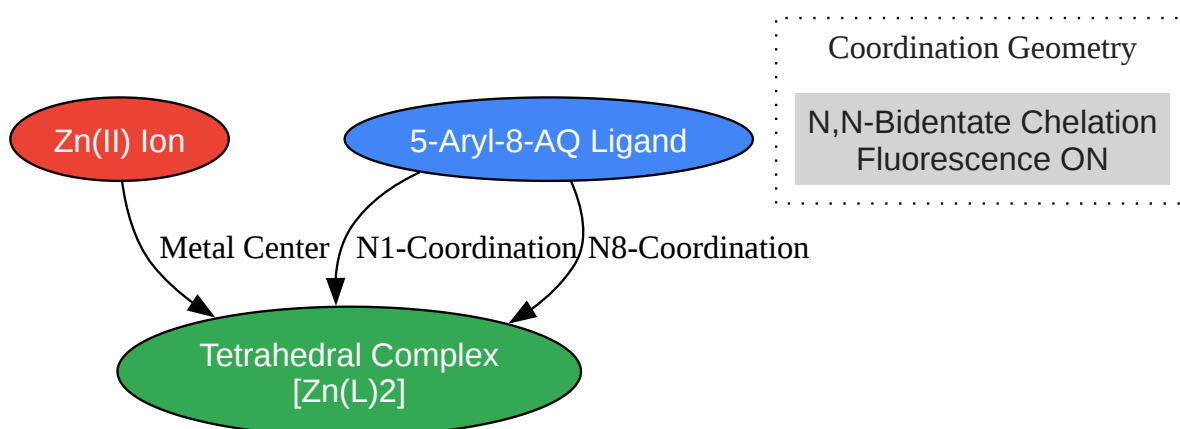 Coordination Geometry
N,N-Bidentate Chelation
Fluorescence ON
Zn(II) Ion
5-Aryl-8-AQ Ligand
Metal Center
N1-Coordination
N8-Coordination
Tetrahedral Complex
[Zn(L)2]